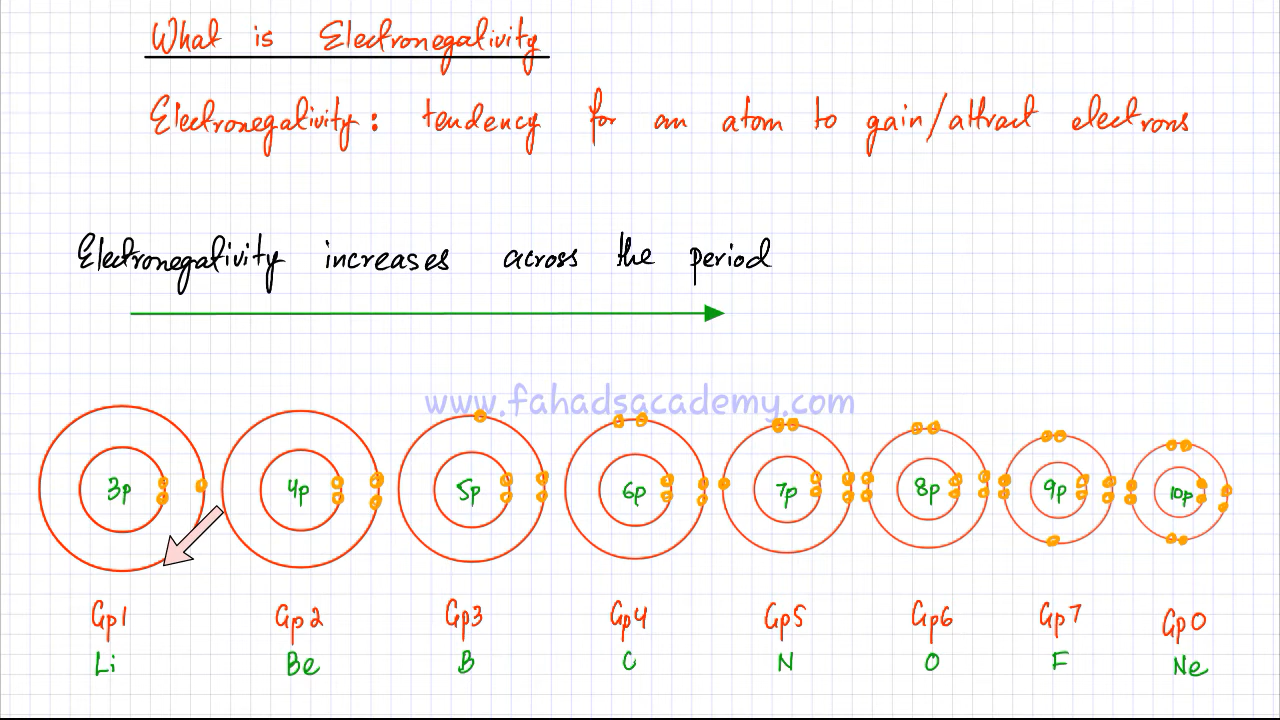 What is Electronegativity
Electronegativity: tendency for an atom to gain/attract electrons
Electronegativity increases across the period
www.fahadsacademy.com
3p 4p 5p 6p 7p 8p 9p 10p
Gp1 Gp2 Gp3 Gp4 Gp5 Gp6 Gp7 Gp0
Li Be B C N O F Ne